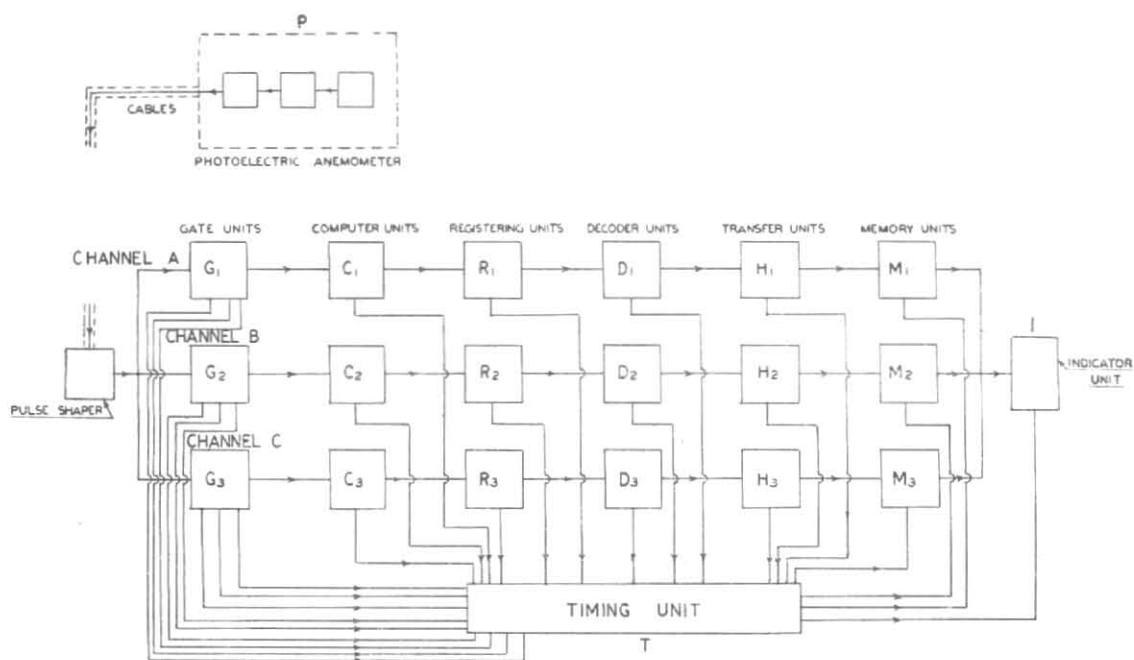 P
CABLES
PHOTOELECTRIC ANEMOMETER
GATE UNITS COMPUTER UNITS REGISTERING UNITS DECODER UNITS TRANSFER UNITS MEMORY UNITS
CHANNEL A
G1 C1 R1 D1 H1 M1
CHANNEL B
I
G2 C2 R2 D2 H2 M2
INDICATOR
UNIT
PULSE SHAPER
CHANNEL C
G3 C3 R3 D3 H3 M3
TIMING UNIT
T